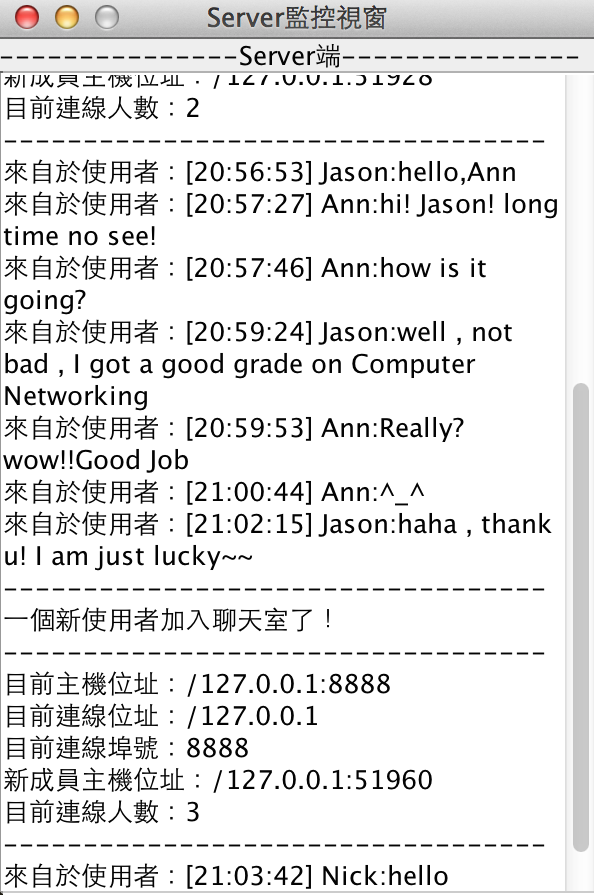 Server監控視窗
---------------Server端---------------
新成員主機位址：/127.0.0.1:51928
目前連線人數：2
----------------------------------
來自於使用者：[20:56:53] Jason:hello,Ann
來自於使用者：[20:57:27] Ann:hi! Jason! long
time no see!
來自於使用者：[20:57:46] Ann:how is it
going?
來自於使用者：[20:59:24] Jason:well , not
bad , I got a good grade on Computer
Networking
來自於使用者：[20:59:53] Ann:Really?
wow!!Good Job
來自於使用者：[21:00:44] Ann:^_^
來自於使用者：[21:02:15] Jason:haha , thank
u! I am just lucky~~
----------------------------------
一個新使用者加入聊天室了！
----------------------------------
目前主機位址：/127.0.0.1:8888
目前連線位址：/127.0.0.1
目前連線埠號：8888
新成員主機位址：/127.0.0.1:51960
目前連線人數：3
----------------------------------
來自於使用者：[21:03:42] Nick:hello